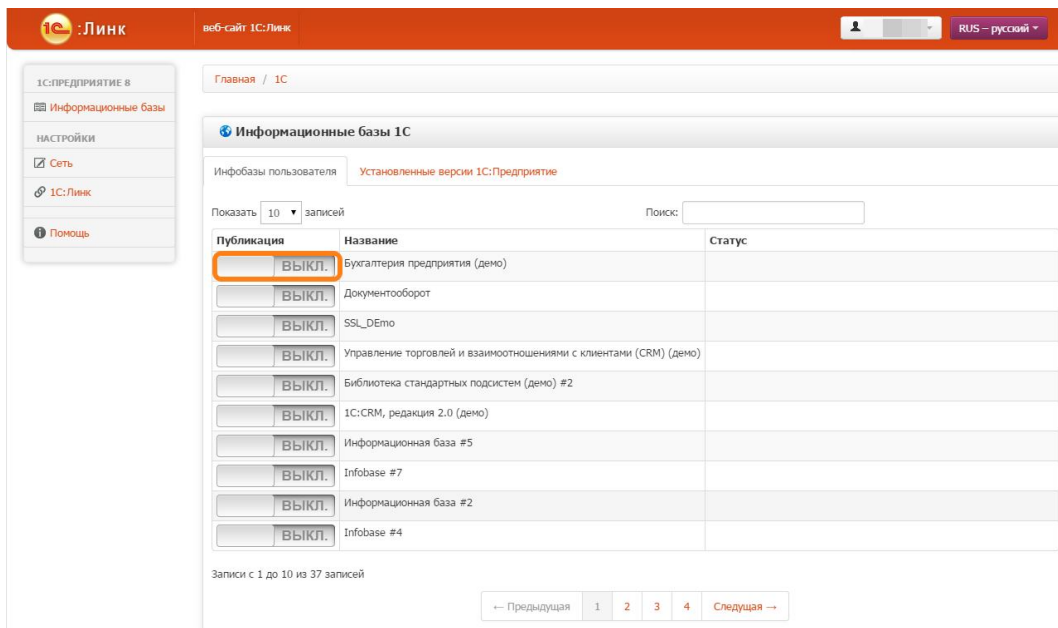 1С :Линк
веб-сайт 1С:Линк
RUS – русский
1С:ПРЕДПРИЯТИЕ 8
Информационные базы
НАСТРОЙКИ
Сеть
1С:Линк
Помощь
Главная / 1С
Информационные базы 1С
Инфобазы пользователя Установленные версии 1С:Предприятие
Показать 10 записей Поиск:
Публикация Название Статус
ВЫКЛ. Бухгалтерия предприятия (демо)
ВЫКЛ. Документооборот
ВЫКЛ. SSL_DEmo
ВЫКЛ. Управление торговлей и взаимоотношениями с клиентами (CRM) (демо)
ВЫКЛ. Библиотека стандартных подсистем (демо) #2
ВЫКЛ. 1С:CRM, редакция 2.0 (демо)
ВЫКЛ. Информационная база #5
ВЫКЛ. Infobase #7
ВЫКЛ. Информационная база #2
ВЫКЛ. Infobase #4
Записи с 1 до 10 из 37 записей
← Предыдущая 1 2 3 4 Следущая →